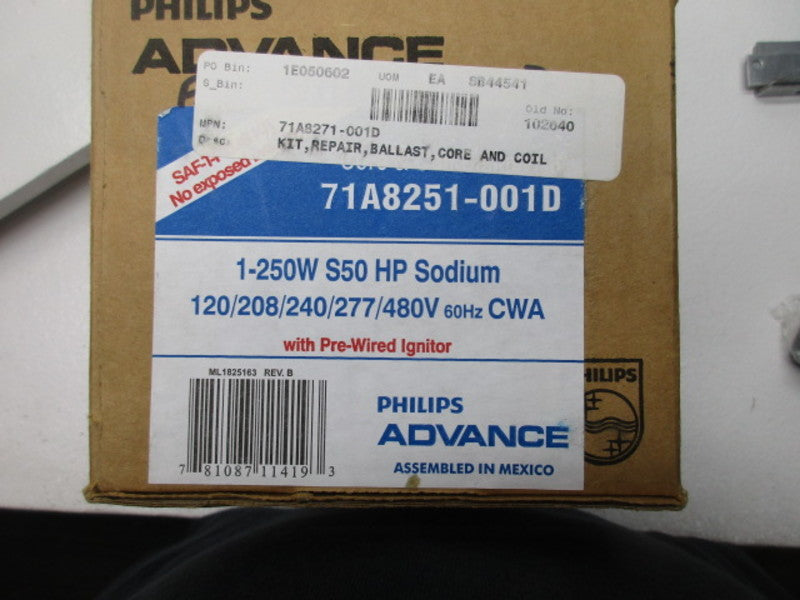 PHILIPS
ADVANCE
PO Bin: 1E050602 UOM EA SB44541
S_Bin:
Old No:
102640
MPN: 71A8271-001D
Desc: KIT,REPAIR,BALLAST,CORE AND COIL
No exposed
71A8251-001D
1-250W S50 HP Sodium
120/208/240/277/480V 60Hz CWA
with Pre-Wired Ignitor
ML1825163 REV. B
7 81087 11419 3
PHILIPS
ADVANCE
ASSEMBLED IN MEXICO
PHILIPS